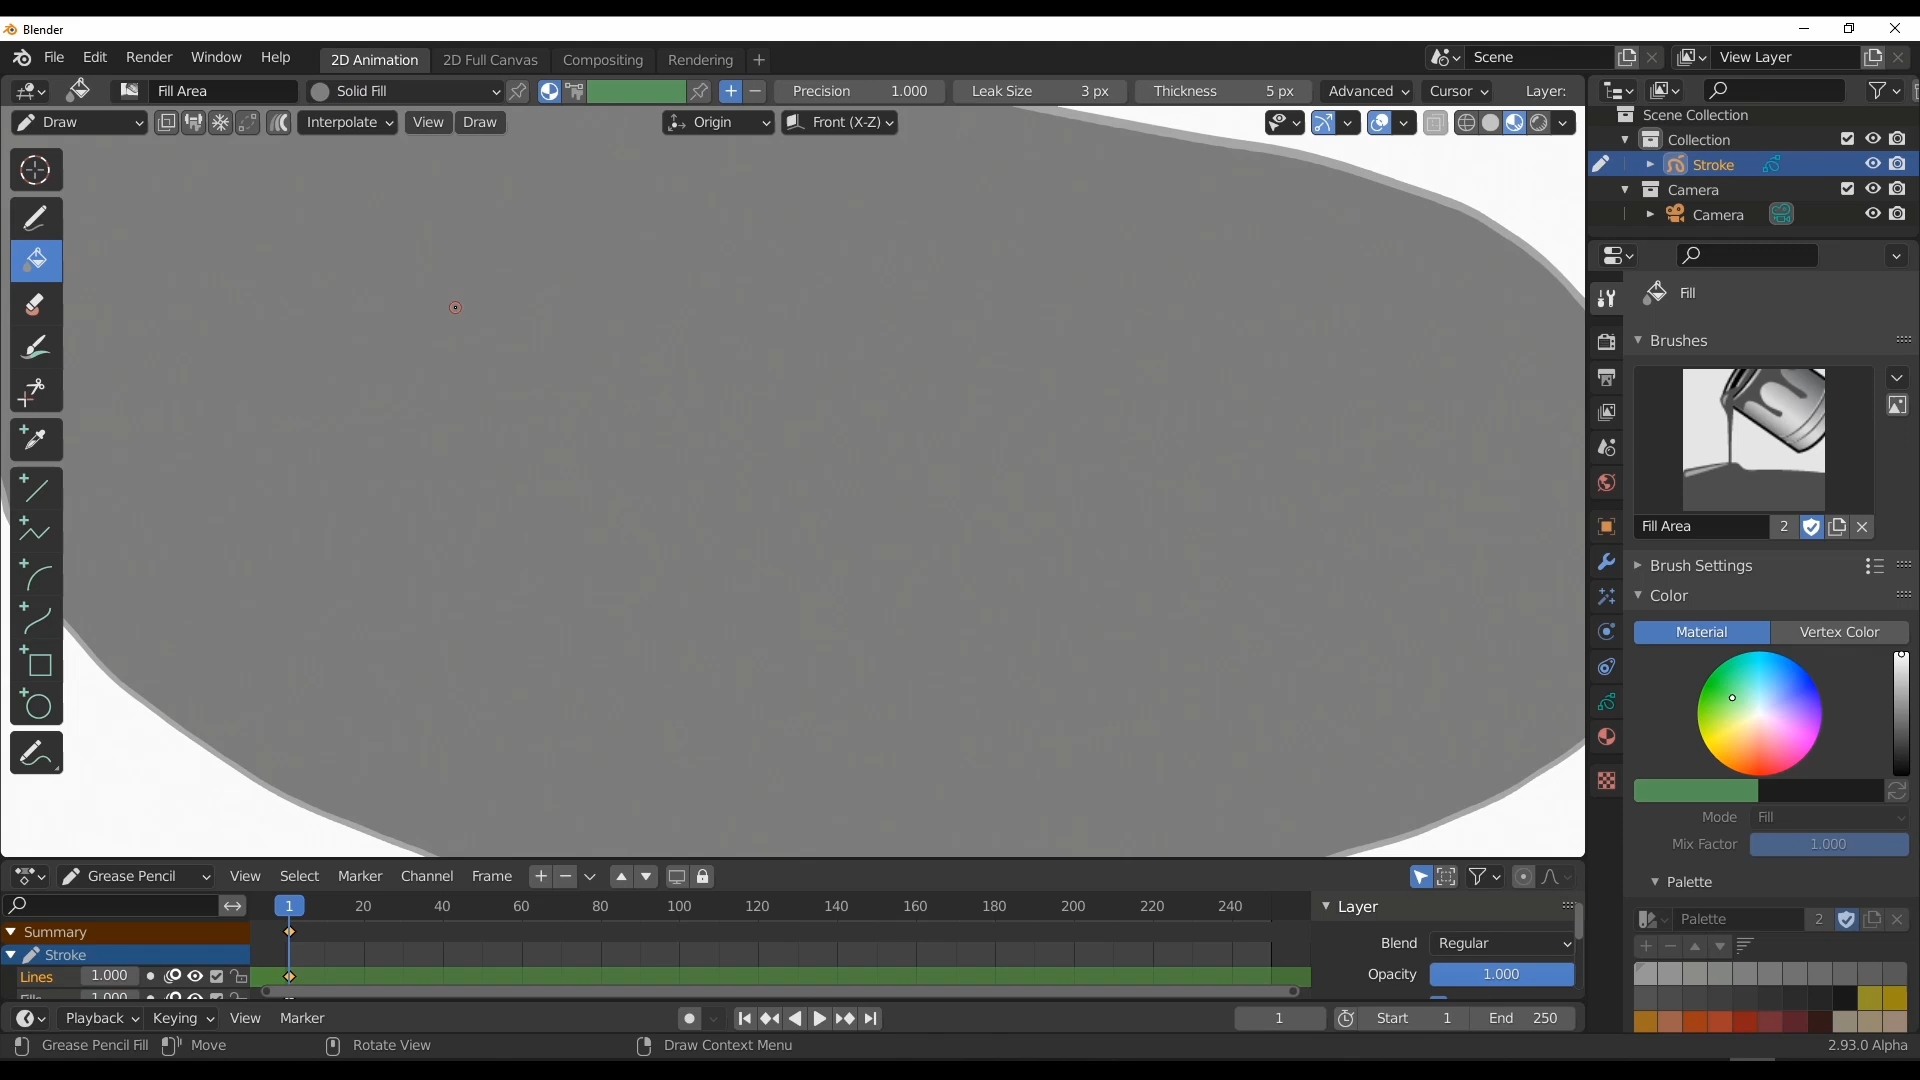 Blender
File Edit Render Window Help 2D Animation 2D Full Canvas Compositing Rendering + Scene View Layer
Fill Area Solid Fill Precision 1.000 Leak Size 3 px Thickness 5 px Advanced Cursor Layer:
Draw Interpolate View Draw Origin Front (X-Z)
Scene Collection
Collection
Stroke
Camera
Camera
Fill
Brushes
Fill Area 2
Brush Settings
Color
Material Vertex Color
Mode Fill
Mix Factor 1.000
Palette
Palette 2
Grease Pencil View Select Marker Channel Frame
1 20 40 60 80 100 120 140 160 180 200 220 240
Layer
Summary
Blend Regular
Stroke
Lines 1.000
Opacity 1.000
Fills 1.000
Playback Keying View Marker 1 Start 1 End 250
Grease Pencil Fill Move Rotate View Draw Context Menu 2.93.0 Alpha